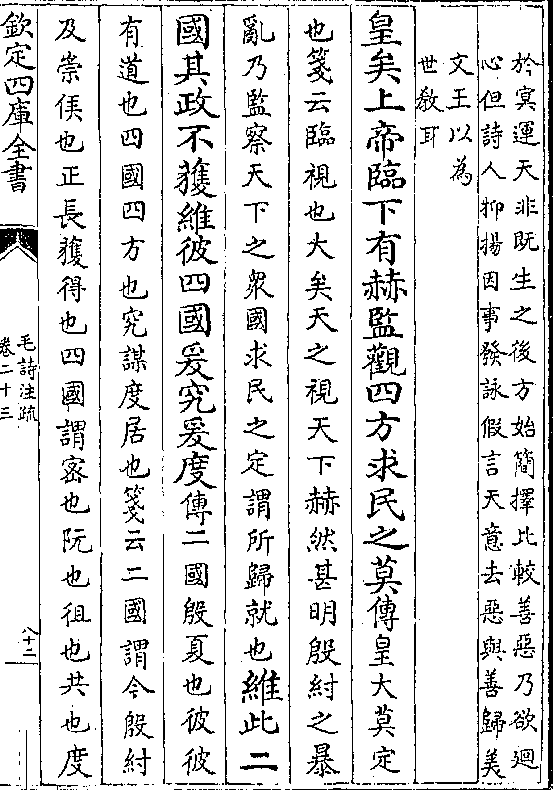 於冥運天非既生之後方始簡擇比較善惡乃欲迴
心但詩人抑揚因事發詠假言天意去惡與善歸美
文王以為
世教耳
皇矣上帝臨下有赫監觀四方求民之莫傳皇大莫定
也箋云臨視也大矣天之視天下赫然甚明殷紂之暴
亂乃監察天下之衆國求民之定謂所歸就也維此二
國其政不獲維彼四國爰究爰度傳二國殷夏也彼彼
有道也四國四方也究謀度居也箋云二國謂今殷紂
及崇侯也正長獲得也四國謂密也阮也徂也共也度
欽定四庫全書
毛詩注疏
卷二十三
八十二